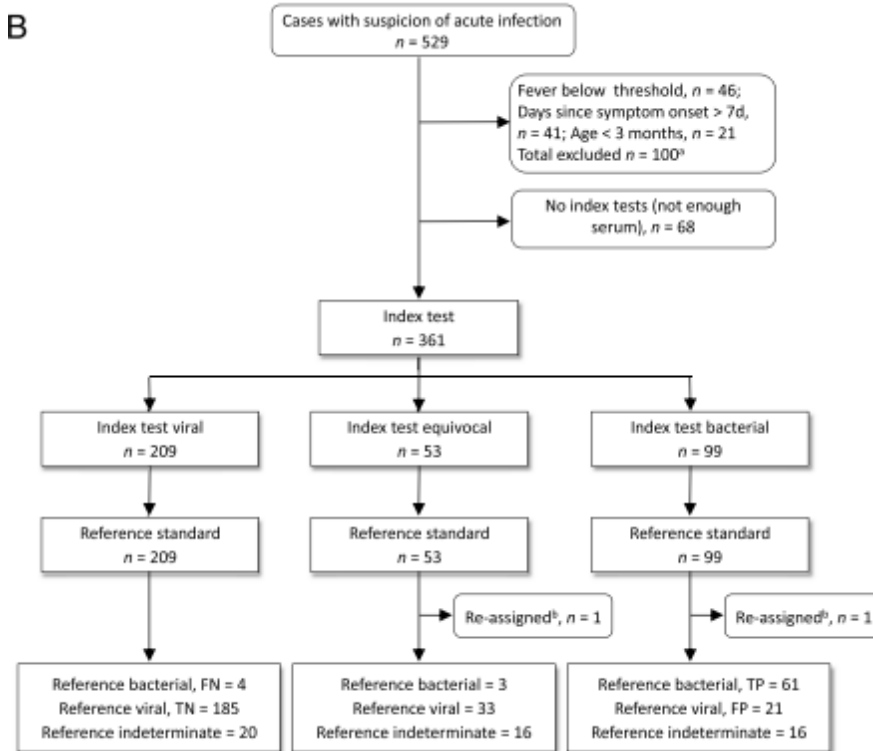 B
Cases with suspicion of acute infection
n = 529
Fever below threshold, n = 46;
Days since symptom onset > 7d,
n = 41; Age < 3 months, n = 21
Total excluded n = 100ᵃ
No index tests (not enough
serum), n = 68
Index test
n = 361
Index test viral
n = 209
Index test equivocal
n = 53
Index test bacterial
n = 99
Reference standard
n = 209
Reference standard
n = 53
Reference standard
n = 99
Re-assignedᵇ, n = 1
Re-assignedᵇ, n = 1
Reference bacterial, FN = 4
Reference viral, TN = 185
Reference indeterminate = 20
Reference bacterial = 3
Reference viral = 33
Reference indeterminate = 16
Reference bacterial, TP = 61
Reference viral, FP = 21
Reference indeterminate = 16